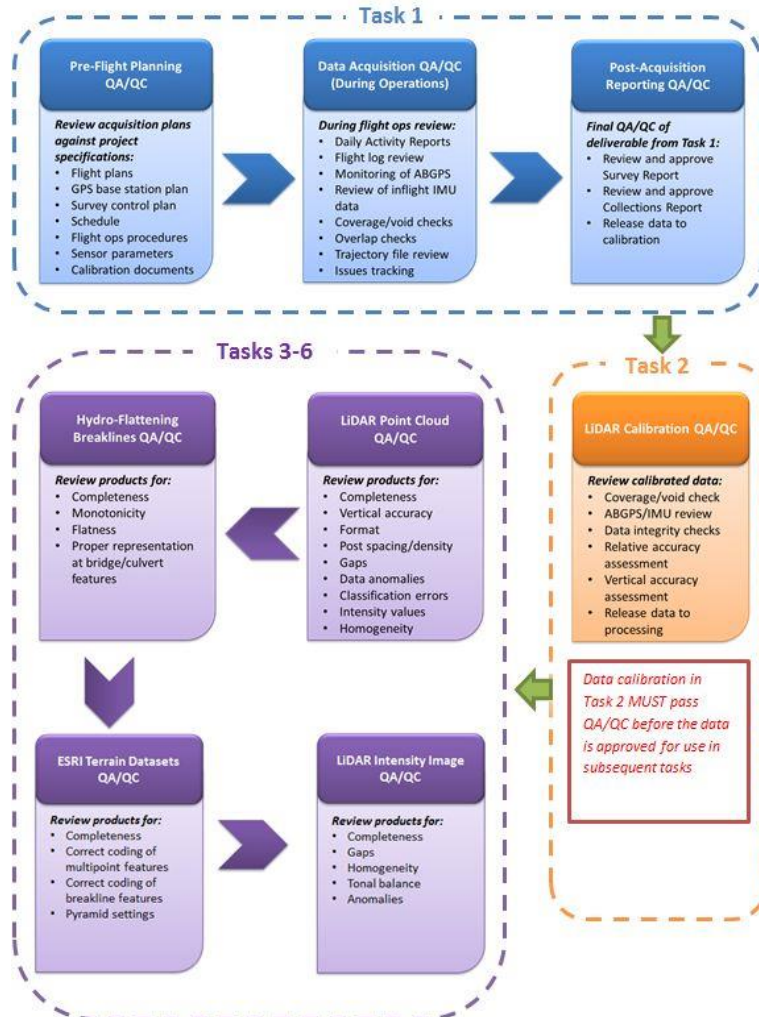 Task 1
Pre-Flight Planning
QA/QC
Review acquisition plans
against project
specifications:
• Flight plans
• GPS base station plan
• Survey control plan
• Schedule
• Flight ops procedures
• Sensor parameters
• Calibration documents
Data Acquisition QA/QC
(During Operations)
During flight ops review:
• Daily Activity Reports
• Flight log review
• Monitoring of ABGPS
• Review of inflight IMU
data
• Coverage/void checks
• Overlap checks
• Trajectory file review
• Issues tracking
Post-Acquisition
Reporting QA/QC
Final QA/QC of
deliverable from Task 1:
• Review and approve
Survey Report
• Review and approve
Collections Report
• Release data to
calibration
Task 2
LiDAR Calibration QA/QC
Review calibrated data:
• Coverage/void check
• ABGPS/IMU review
• Data integrity checks
• Relative accuracy
assessment
• Vertical accuracy
assessment
• Release data to
processing
Data calibration in
Task 2 MUST pass
QA/QC before the data
is approved for use in
subsequent tasks
Tasks 3-6
LiDAR Point Cloud
QA/QC
Review products for:
• Completeness
• Vertical accuracy
• Format
• Post spacing/density
• Gaps
• Data anomalies
• Classification errors
• Intensity values
• Homogeneity
Hydro-Flattening
Breaklines QA/QC
Review products for:
• Completeness
• Monotonicity
• Flatness
• Proper representation
at bridge/culvert
features
ESRI Terrain Datasets
QA/QC
Review products for:
• Completeness
• Correct coding of
multipoint features
• Correct coding of
breakline features
• Pyramid settings
LiDAR Intensity Image
QA/QC
Review products for:
• Completeness
• Gaps
• Homogeneity
• Tonal balance
• Anomalies